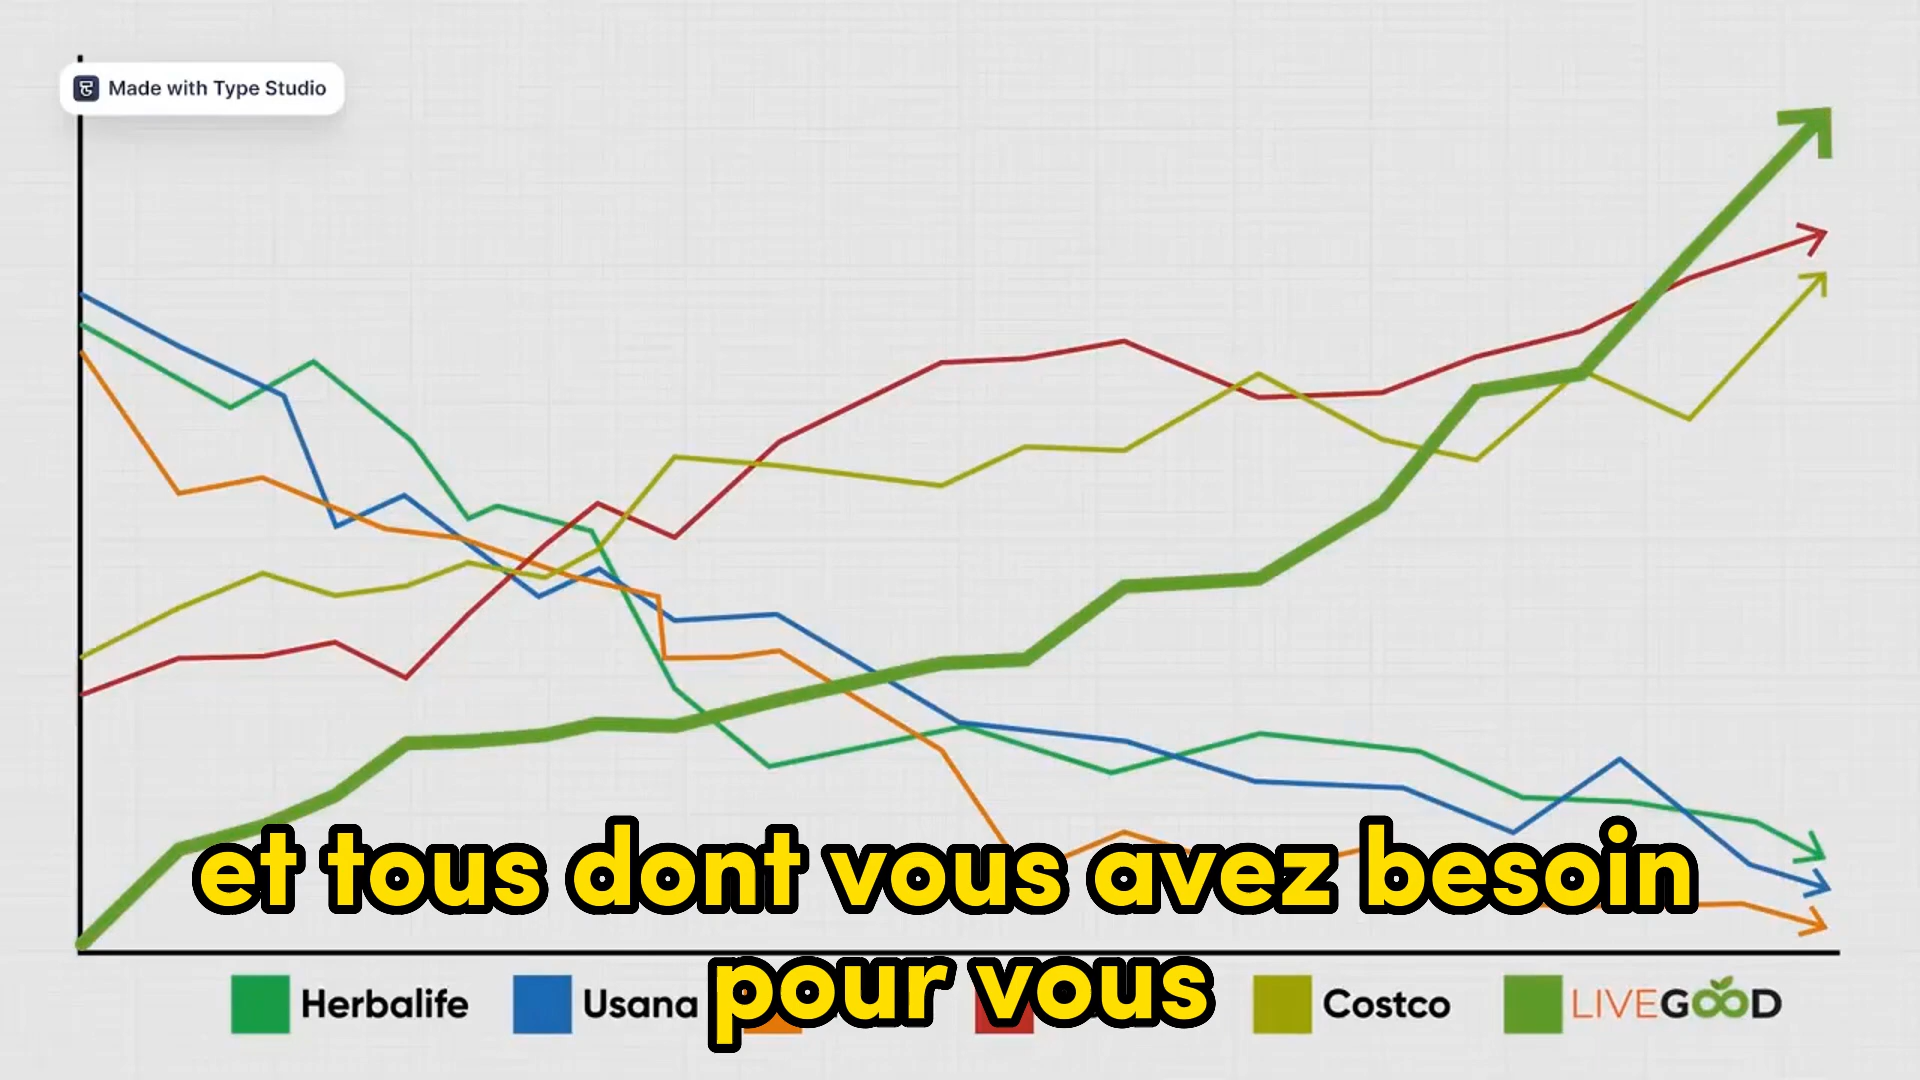 Made with Type Studio
et tous dont vous avez besoin
pour vous
Herbalife
Usana
Costco
LIVEGOOD